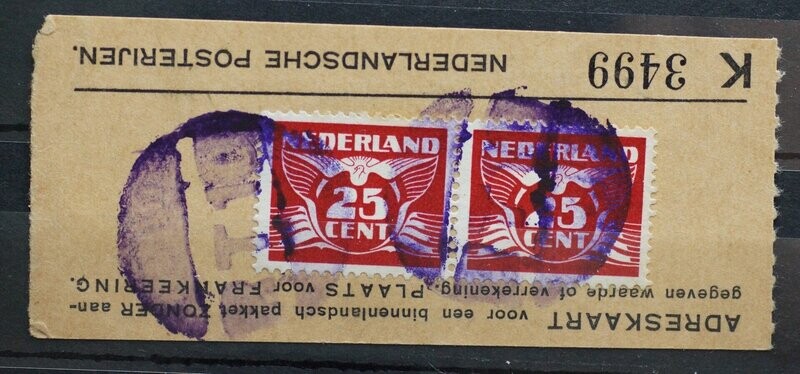 ADRESKAART voor een binnenlandsch pakket ZONDER aan-
gegeven waarde of verrekening. PLAATS voor FRANKEERING.
NEDERLAND
25
CENT
NEDERLAND
25
CENT
K 3499 NEDERLANDSCHE POSTERIJEN.